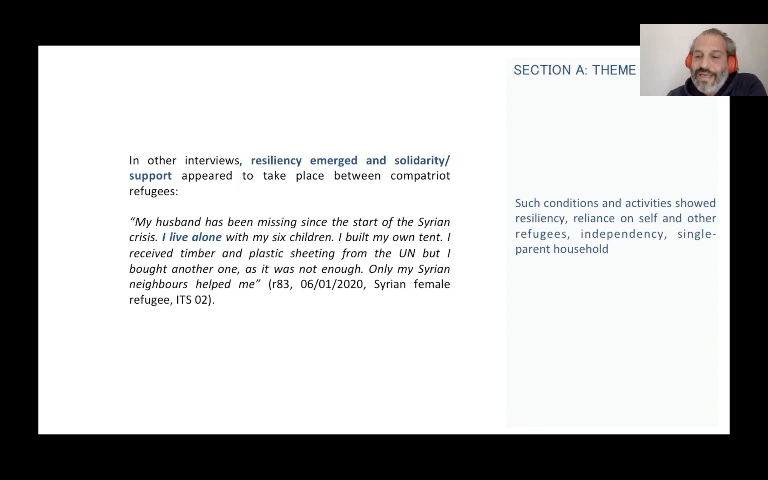 SECTION A: THEME
In other interviews, resiliency emerged and solidarity/
support appeared to take place between compatriot
refugees:
“My husband has been missing since the start of the Syrian
crisis. I live alone with my six children. I built my own tent. I
received timber and plastic sheeting from the UN but I
bought another one, as it was not enough. Only my Syrian
neighbours helped me” (r83, 06/01/2020, Syrian female
refugee, ITS 02).
Such conditions and activities showed
resiliency, reliance on self and other
refugees, independency, single-
parent household